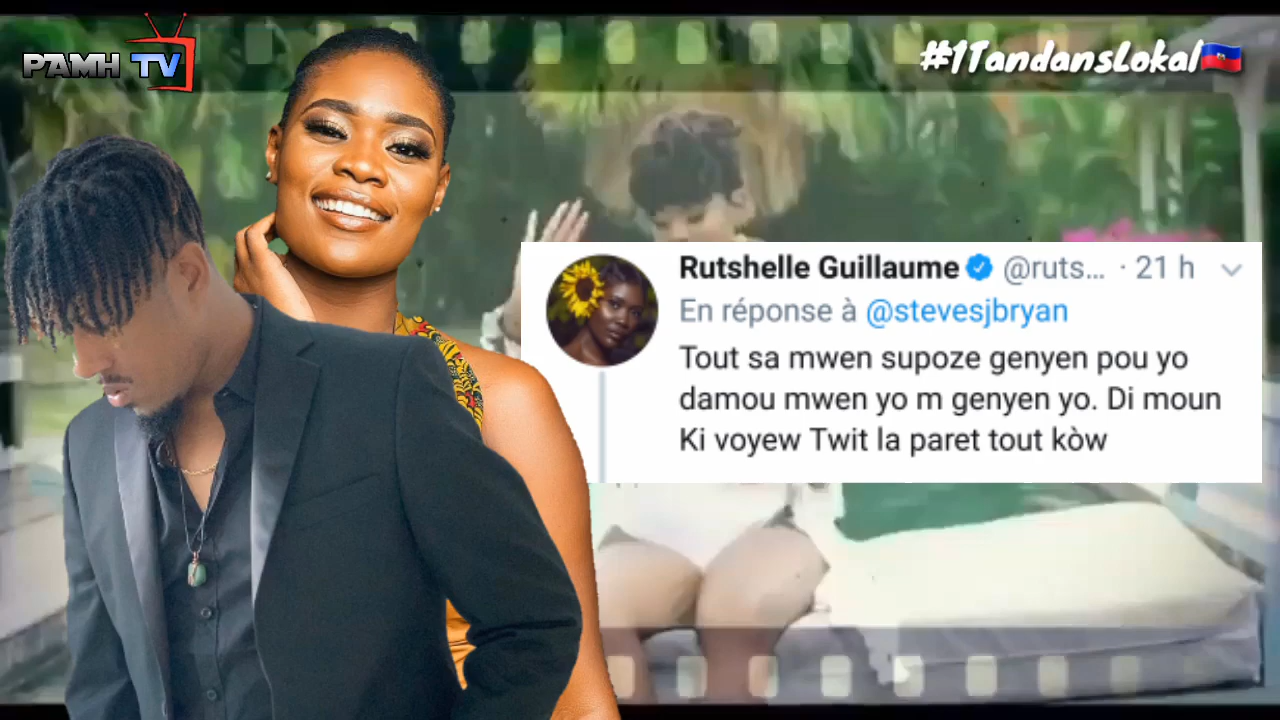 PAMH TV
#1TandansLokal🇭🇹
Rutshelle Guillaume @ruts... · 21 h
En réponse à @stevesjbryan
Tout sa mwen supoze genyen pou yo
damou mwen yo m genyen yo. Di moun
Ki voyew Twit la paret tout kòw